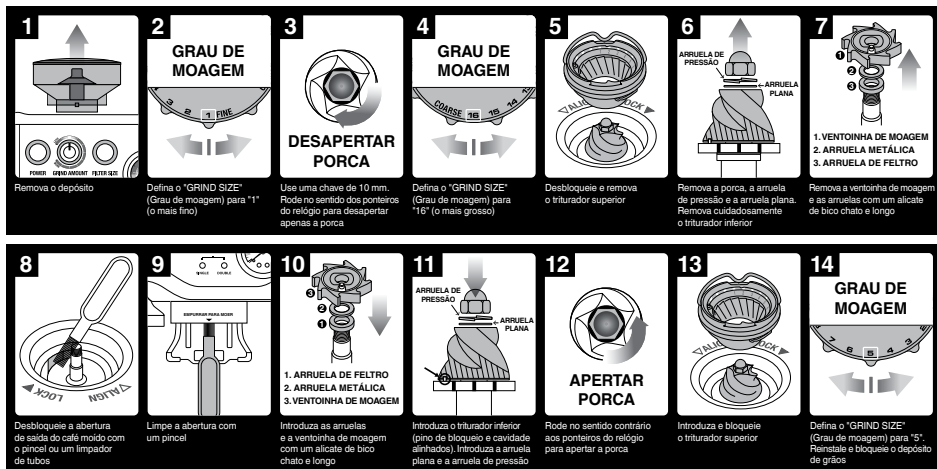 1
POWER GRIND AMOUNT FILTER SIZE
Remova o depósito
2
GRAU DE
MOAGEM
3 2 1 FINE
Defina o "GRIND SIZE"
(Grau de moagem) para "1"
(o mais fino)
3
DESAPERTAR
PORCA
Use uma chave de 10 mm.
Rode no sentido dos ponteiros
do relógio para desapertar
apenas a porca
4
GRAU DE
MOAGEM
COARSE 16 15 14
Defina o "GRIND SIZE"
(Grau de moagem) para
"16" (o mais grosso)
5
Desbloqueie e remova
o triturador superior
6
ARRUELA DE
PRESSÃO
ARRUELA
PLANA
Remova a porca, a arruela
de pressão e a arruela plana.
Remova cuidadosamente
o triturador inferior
7
1
2
3
1. VENTOINHA DE MOAGEM
2. ARRUELA METÁLICA
3. ARRUELA DE FELTRO
Remova a ventoinha de moagem
e as arruelas com um alicate
de bico chato e longo
8
LOCK ALIGN
Desbloqueie a abertura
de saída do café moído com
o pincel ou um limpador
de tubos
9
SINGLE DOUBLE
EMPURRAR PARA MOER
Limpe a abertura com
um pincel
10
3
2
1
1. ARRUELA DE FELTRO
2. ARRUELA METÁLICA
3. VENTOINHA DE MOAGEM
Introduza as arruelas
e a ventoinha de moagem
com um alicate de bico
chato e longo
11
ARRUELA DE
PRESSÃO
ARRUELA
PLANA
Introduza o triturador inferior
(pino de bloqueio e cavidade
alinhados). Introduza a arruela
plana e a arruela de pressão
12
APERTAR
PORCA
Rode no sentido contrário
aos ponteiros do relógio
para apertar a porca
13
Introduza e bloqueie
o triturador superior
14
GRAU DE
MOAGEM
7 6 5 4 3
Defina o "GRIND SIZE"
(Grau de moagem) para "5".
Reinstale e bloqueie o depósito
de grãos